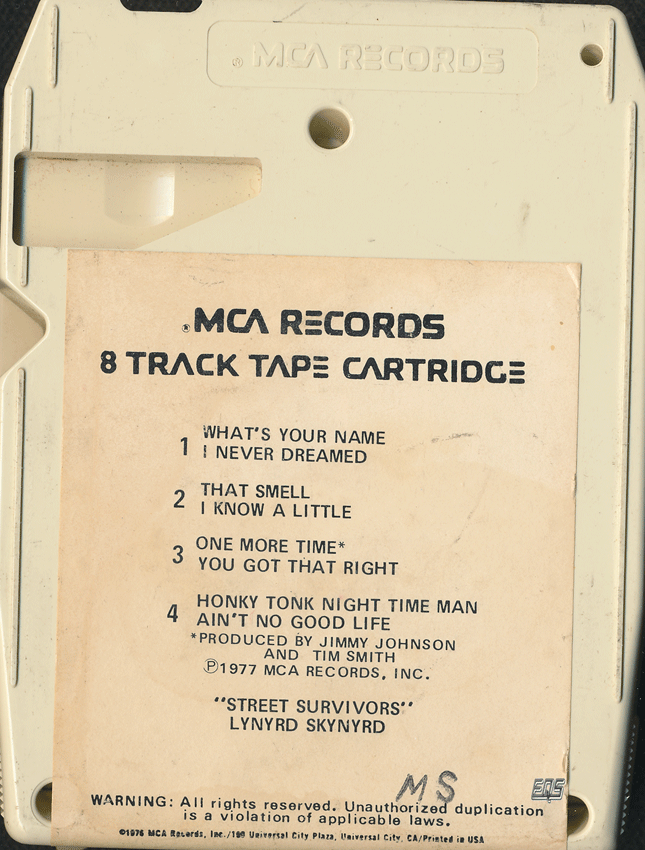 ® MCA RECORDS
® MCA RECORDS
8 TRACK TAPE CARTRIDGE
1 WHAT'S YOUR NAME
I NEVER DREAMED
2 THAT SMELL
I KNOW A LITTLE
3 ONE MORE TIME*
YOU GOT THAT RIGHT
4 HONKY TONK NIGHT TIME MAN
AIN'T NO GOOD LIFE
*PRODUCED BY JIMMY JOHNSON
AND TIM SMITH
℗1977 MCA RECORDS, INC.
"STREET SURVIVORS"
LYNYRD SKYNYRD
MS
EQS
WARNING: All rights reserved. Unauthorized duplication
is a violation of applicable laws.
©1976 MCA Records, Inc./100 Universal City Plaza, Universal City, CA/Printed in USA